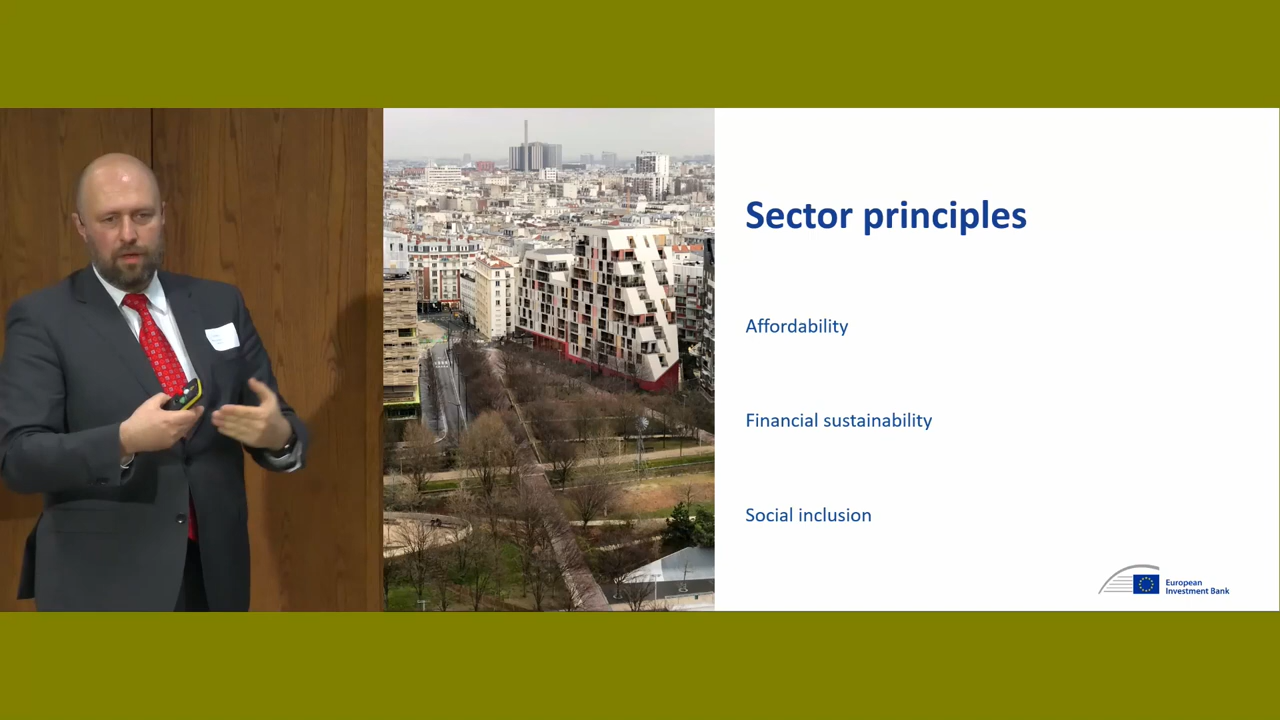 Sector principles
Affordability
Financial sustainability
Social inclusion
European
Investment Bank